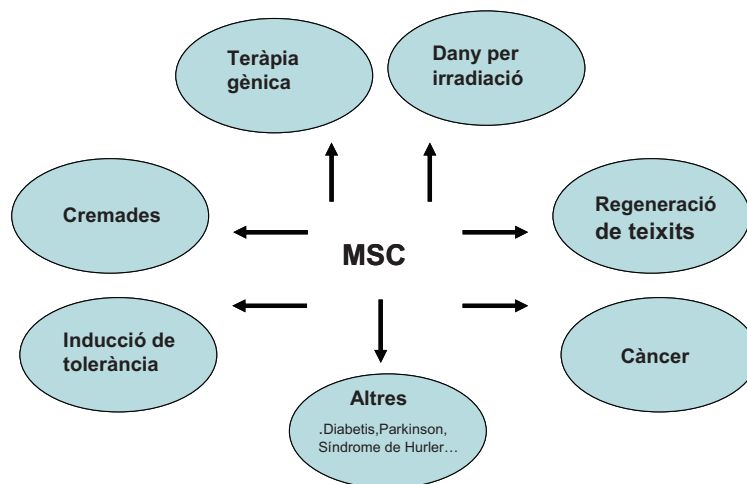 Teràpia
gènica
Dany per
irradiació
Cremades
Regeneració
de teixits
MSC
Inducció de
tolerància
Càncer
Altres
.Diabetis,Parkinson,
Síndrome de Hurler…